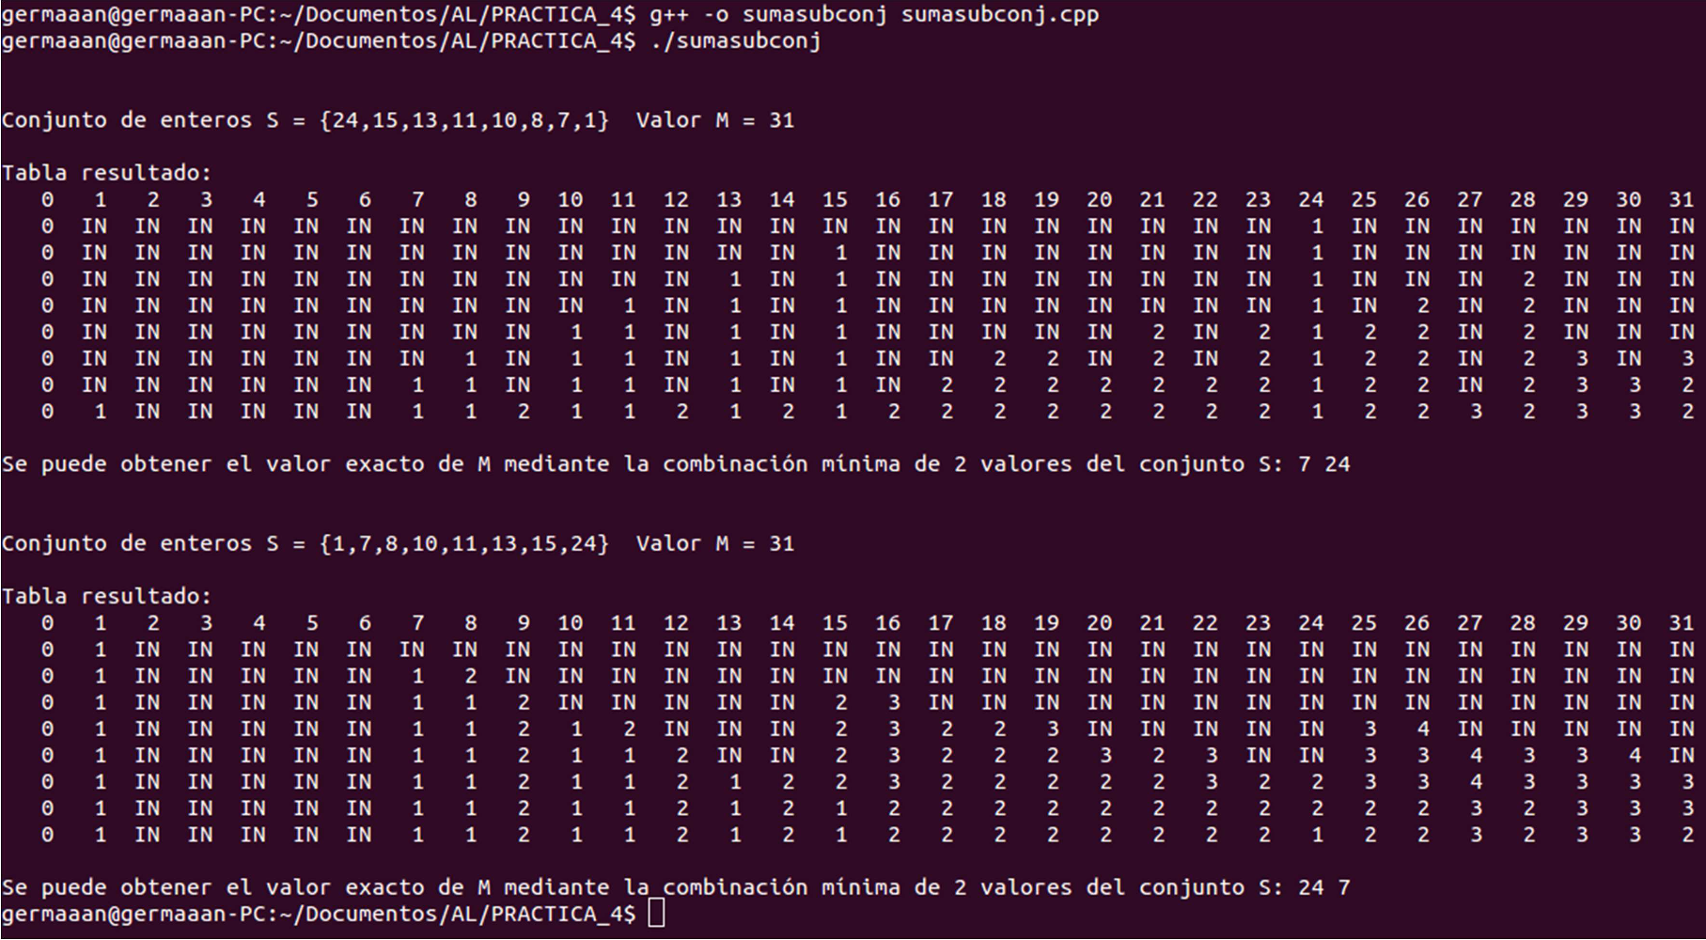 germaaan@germaaan-PC:~/Documentos/AL/PRACTICA_4$ g++ -o sumasubconj sumasubconj.cpp
germaaan@germaaan-PC:~/Documentos/AL/PRACTICA_4$ ./sumasubconj
Conjunto de enteros S = {24,15,13,11,10,8,7,1}  Valor M = 31
Tabla resultado:
0 1 2 3 4 5 6 7 8 9 10 11 12 13 14 15 16 17 18 19 20 21 22 23 24 25 26 27 28 29 30 31
0 IN IN IN IN IN IN IN IN IN IN IN IN IN IN IN IN IN IN IN IN IN IN IN 1 IN IN IN IN IN IN IN
0 IN IN IN IN IN IN IN IN IN IN IN IN IN IN 1 IN IN IN IN IN IN IN IN 1 IN IN IN IN IN IN IN
0 IN IN IN IN IN IN IN IN IN IN IN IN 1 IN 1 IN IN IN IN IN IN IN IN 1 IN IN IN 2 IN IN IN
0 IN IN IN IN IN IN IN IN IN IN 1 IN 1 IN 1 IN IN IN IN IN IN IN IN 1 IN 2 IN 2 IN IN IN
0 IN IN IN IN IN IN IN IN IN 1 1 IN 1 IN 1 IN IN IN IN IN 2 IN 2 1 2 2 IN 2 IN IN IN
0 IN IN IN IN IN IN IN 1 IN 1 1 IN 1 IN 1 IN IN 2 2 IN 2 IN 2 1 2 2 IN 2 3 IN 3
0 IN IN IN IN IN IN 1 1 IN 1 1 IN 1 IN 1 IN 2 2 2 2 2 2 2 1 2 2 IN 2 3 3 2
0 1 IN IN IN IN IN 1 1 2 1 1 2 1 2 1 2 2 2 2 2 2 2 2 1 2 2 3 2 3 3 2
Se puede obtener el valor exacto de M mediante la combinación mínima de 2 valores del conjunto S: 7 24
Conjunto de enteros S = {1,7,8,10,11,13,15,24}  Valor M = 31
Tabla resultado:
0 1 2 3 4 5 6 7 8 9 10 11 12 13 14 15 16 17 18 19 20 21 22 23 24 25 26 27 28 29 30 31
0 1 IN IN IN IN IN IN IN IN IN IN IN IN IN IN IN IN IN IN IN IN IN IN IN IN IN IN IN IN IN IN
0 1 IN IN IN IN IN 1 2 IN IN IN IN IN IN IN IN IN IN IN IN IN IN IN IN IN IN IN IN IN IN IN
0 1 IN IN IN IN IN 1 1 2 IN IN IN IN IN 2 3 IN IN IN IN IN IN IN IN IN IN IN IN IN IN IN
0 1 IN IN IN IN IN 1 1 2 1 2 IN IN IN 2 3 2 2 3 IN IN IN IN IN 3 4 IN IN IN IN IN
0 1 IN IN IN IN IN 1 1 2 1 1 2 IN IN 2 3 2 2 2 3 2 3 IN IN 3 3 4 3 3 4 IN
0 1 IN IN IN IN IN 1 1 2 1 1 2 1 2 2 3 2 2 2 2 2 3 2 2 3 3 4 3 3 3 3
0 1 IN IN IN IN IN 1 1 2 1 1 2 1 2 1 2 2 2 2 2 2 2 2 2 2 2 3 2 3 3 3
0 1 IN IN IN IN IN 1 1 2 1 1 2 1 2 1 2 2 2 2 2 2 2 2 1 2 2 3 2 3 3 2
Se puede obtener el valor exacto de M mediante la combinación mínima de 2 valores del conjunto S: 24 7
germaaan@germaaan-PC:~/Documentos/AL/PRACTICA_4$